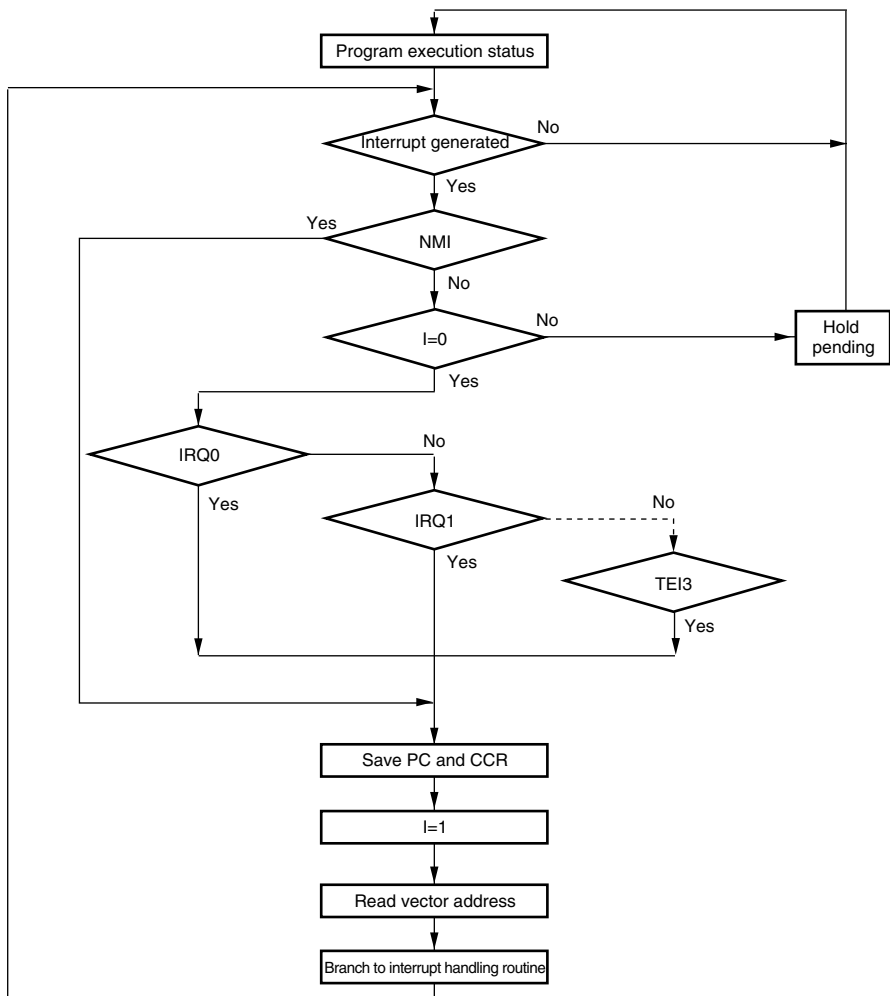 Program execution status
Interrupt generated
No
Yes
Yes
NMI
No
I=0
No
Hold
pending
Yes
IRQ0
No
Yes
IRQ1
No
Yes
TEI3
Yes
Save PC and CCR
I=1
Read vector address
Branch to interrupt handling routine